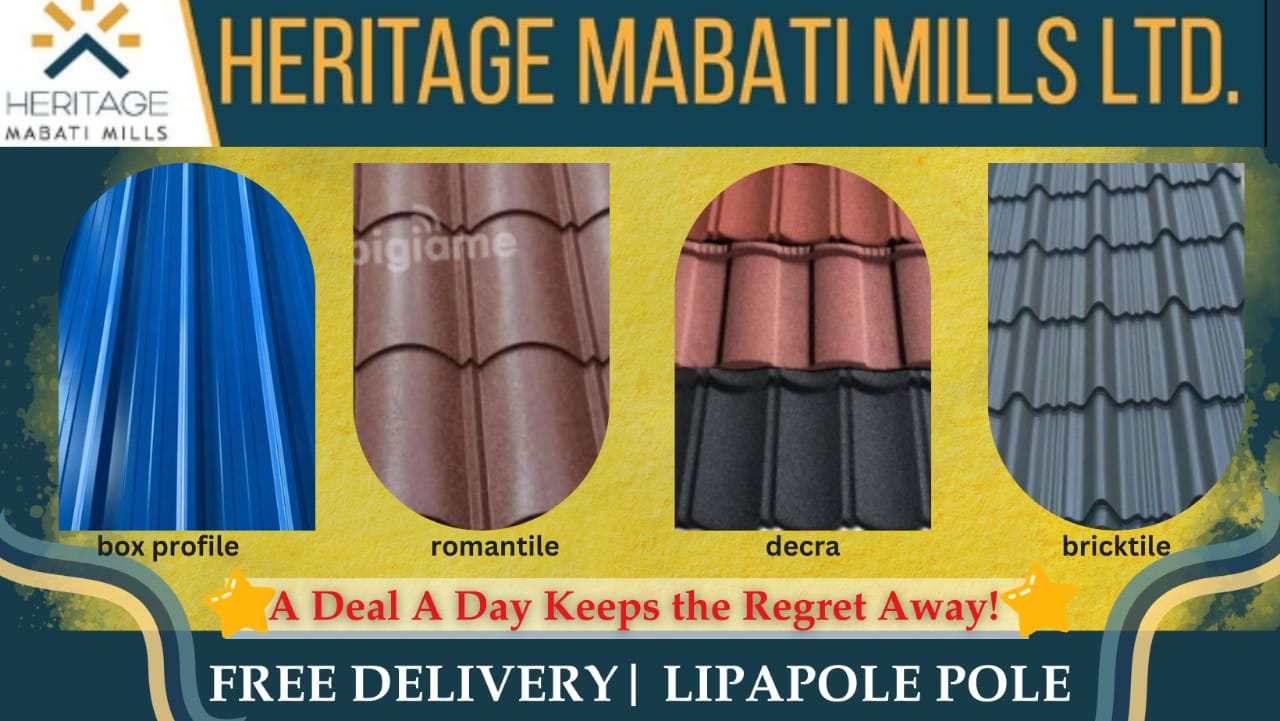 HERITAGE MABATI MILLS LTD.
HERITAGE
MABATI MILLS
pigiame
box profile
romantile
decra
bricktile
A Deal A Day Keeps the Regret Away!
FREE DELIVERY| LIPAPOLE POLE